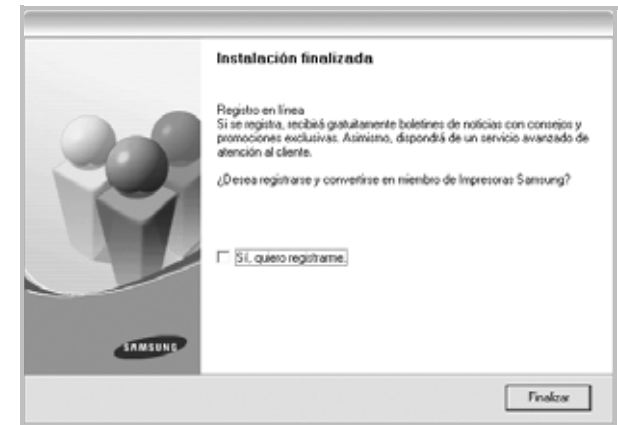 Instalación finalizada
Registro en línea
Si se registra, recibirá gratuitamente boletines de noticias con consejos y
promociones exclusivas. Asimismo, dispondrá de un servicio avanzado de
atención al cliente.
¿Desea registrarse y convertirse en miembro de Impresoras Samsung?
Sí, quiero registrarme.
SAMSUNG
Finalizar